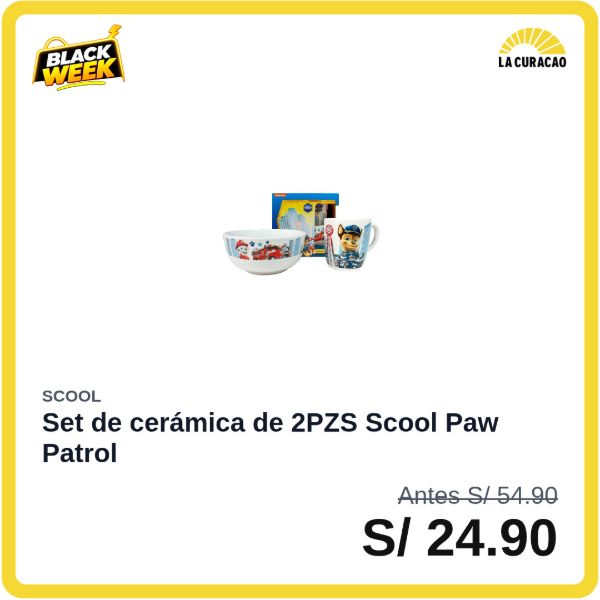 BLACK
WEEK
LA CURACAO
SCOOL
Set de cerámica de 2PZS Scool Paw
Patrol
Antes S/ 54.90
S/ 24.90